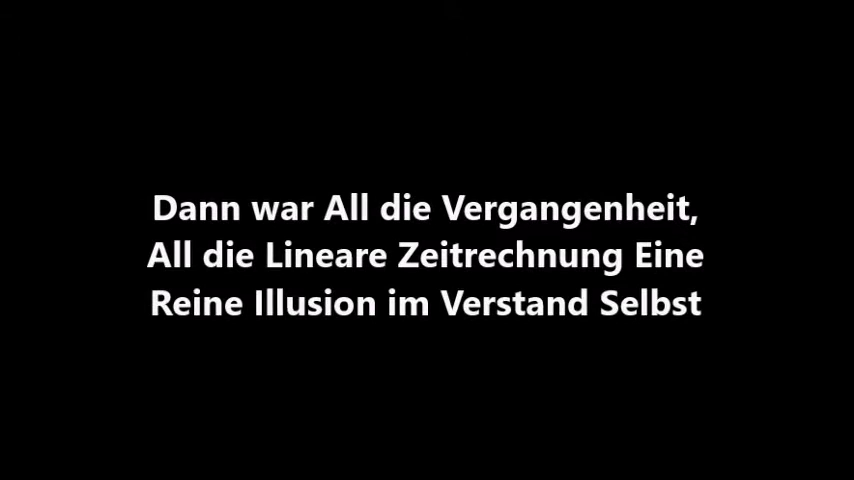 Dann war All die Vergangenheit,
All die Lineare Zeitrechnung Eine
Reine Illusion im Verstand Selbst